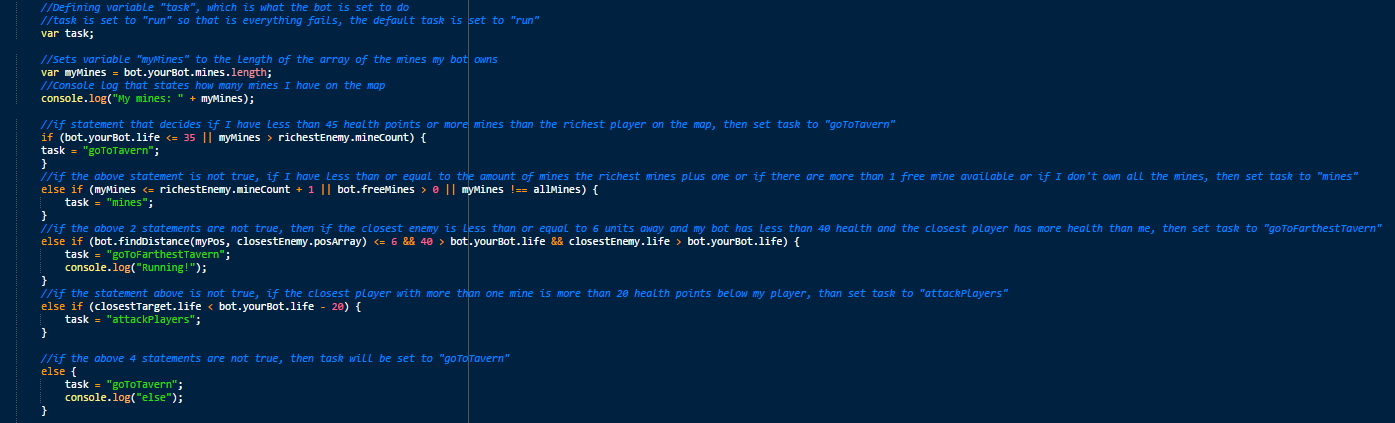 //Defining variable "task", which is what the bot is set to do
//task is set to "run" so that is everything fails, the default task is set to "run"
var task;
//Sets variable "myMines" to the length of the array of the mines my bot owns
var myMines = bot.yourBot.mines.length;
//Console log that states how many mines I have on the map
console.log("My mines: " + myMines);
//if statement that decides if I have less than 45 health points or more mines than the richest player on the map, then set task to "goToTavern"
if (bot.yourBot.life <= 35 || myMines > richestEnemy.mineCount) {
task = "goToTavern";
}
//if the above statement is not true, if I have less than or equal to the amount of mines the richest mines plus one or if there are more than 1 free mine available or if I don't own all the mines, then set task to "mines"
else if (myMines <= richestEnemy.mineCount + 1 || bot.freeMines > 0 || myMines !== allMines) {
task = "mines";
}
//if the above 2 statements are not true, then if the closest enemy is less than or equal to 6 units away and my bot has less than 40 health and the closest player has more health than me, then set task to "goToFarthestTavern"
else if (bot.findDistance(myPos, closestEnemy.posArray) <= 6 && 40 > bot.yourBot.life && closestEnemy.life > bot.yourBot.life) {
task = "goToFarthestTavern";
console.log("Running!");
}
//if the statement above is not true, if the closest player with more than one mine is more than 20 health points below my player, than set task to "attackPlayers"
else if (closestTarget.life < bot.yourBot.life - 20) {
task = "attackPlayers";
}
//if the above 4 statements are not true, then task will be set to "goToTavern"
else {
task = "goToTavern";
console.log("else");
}